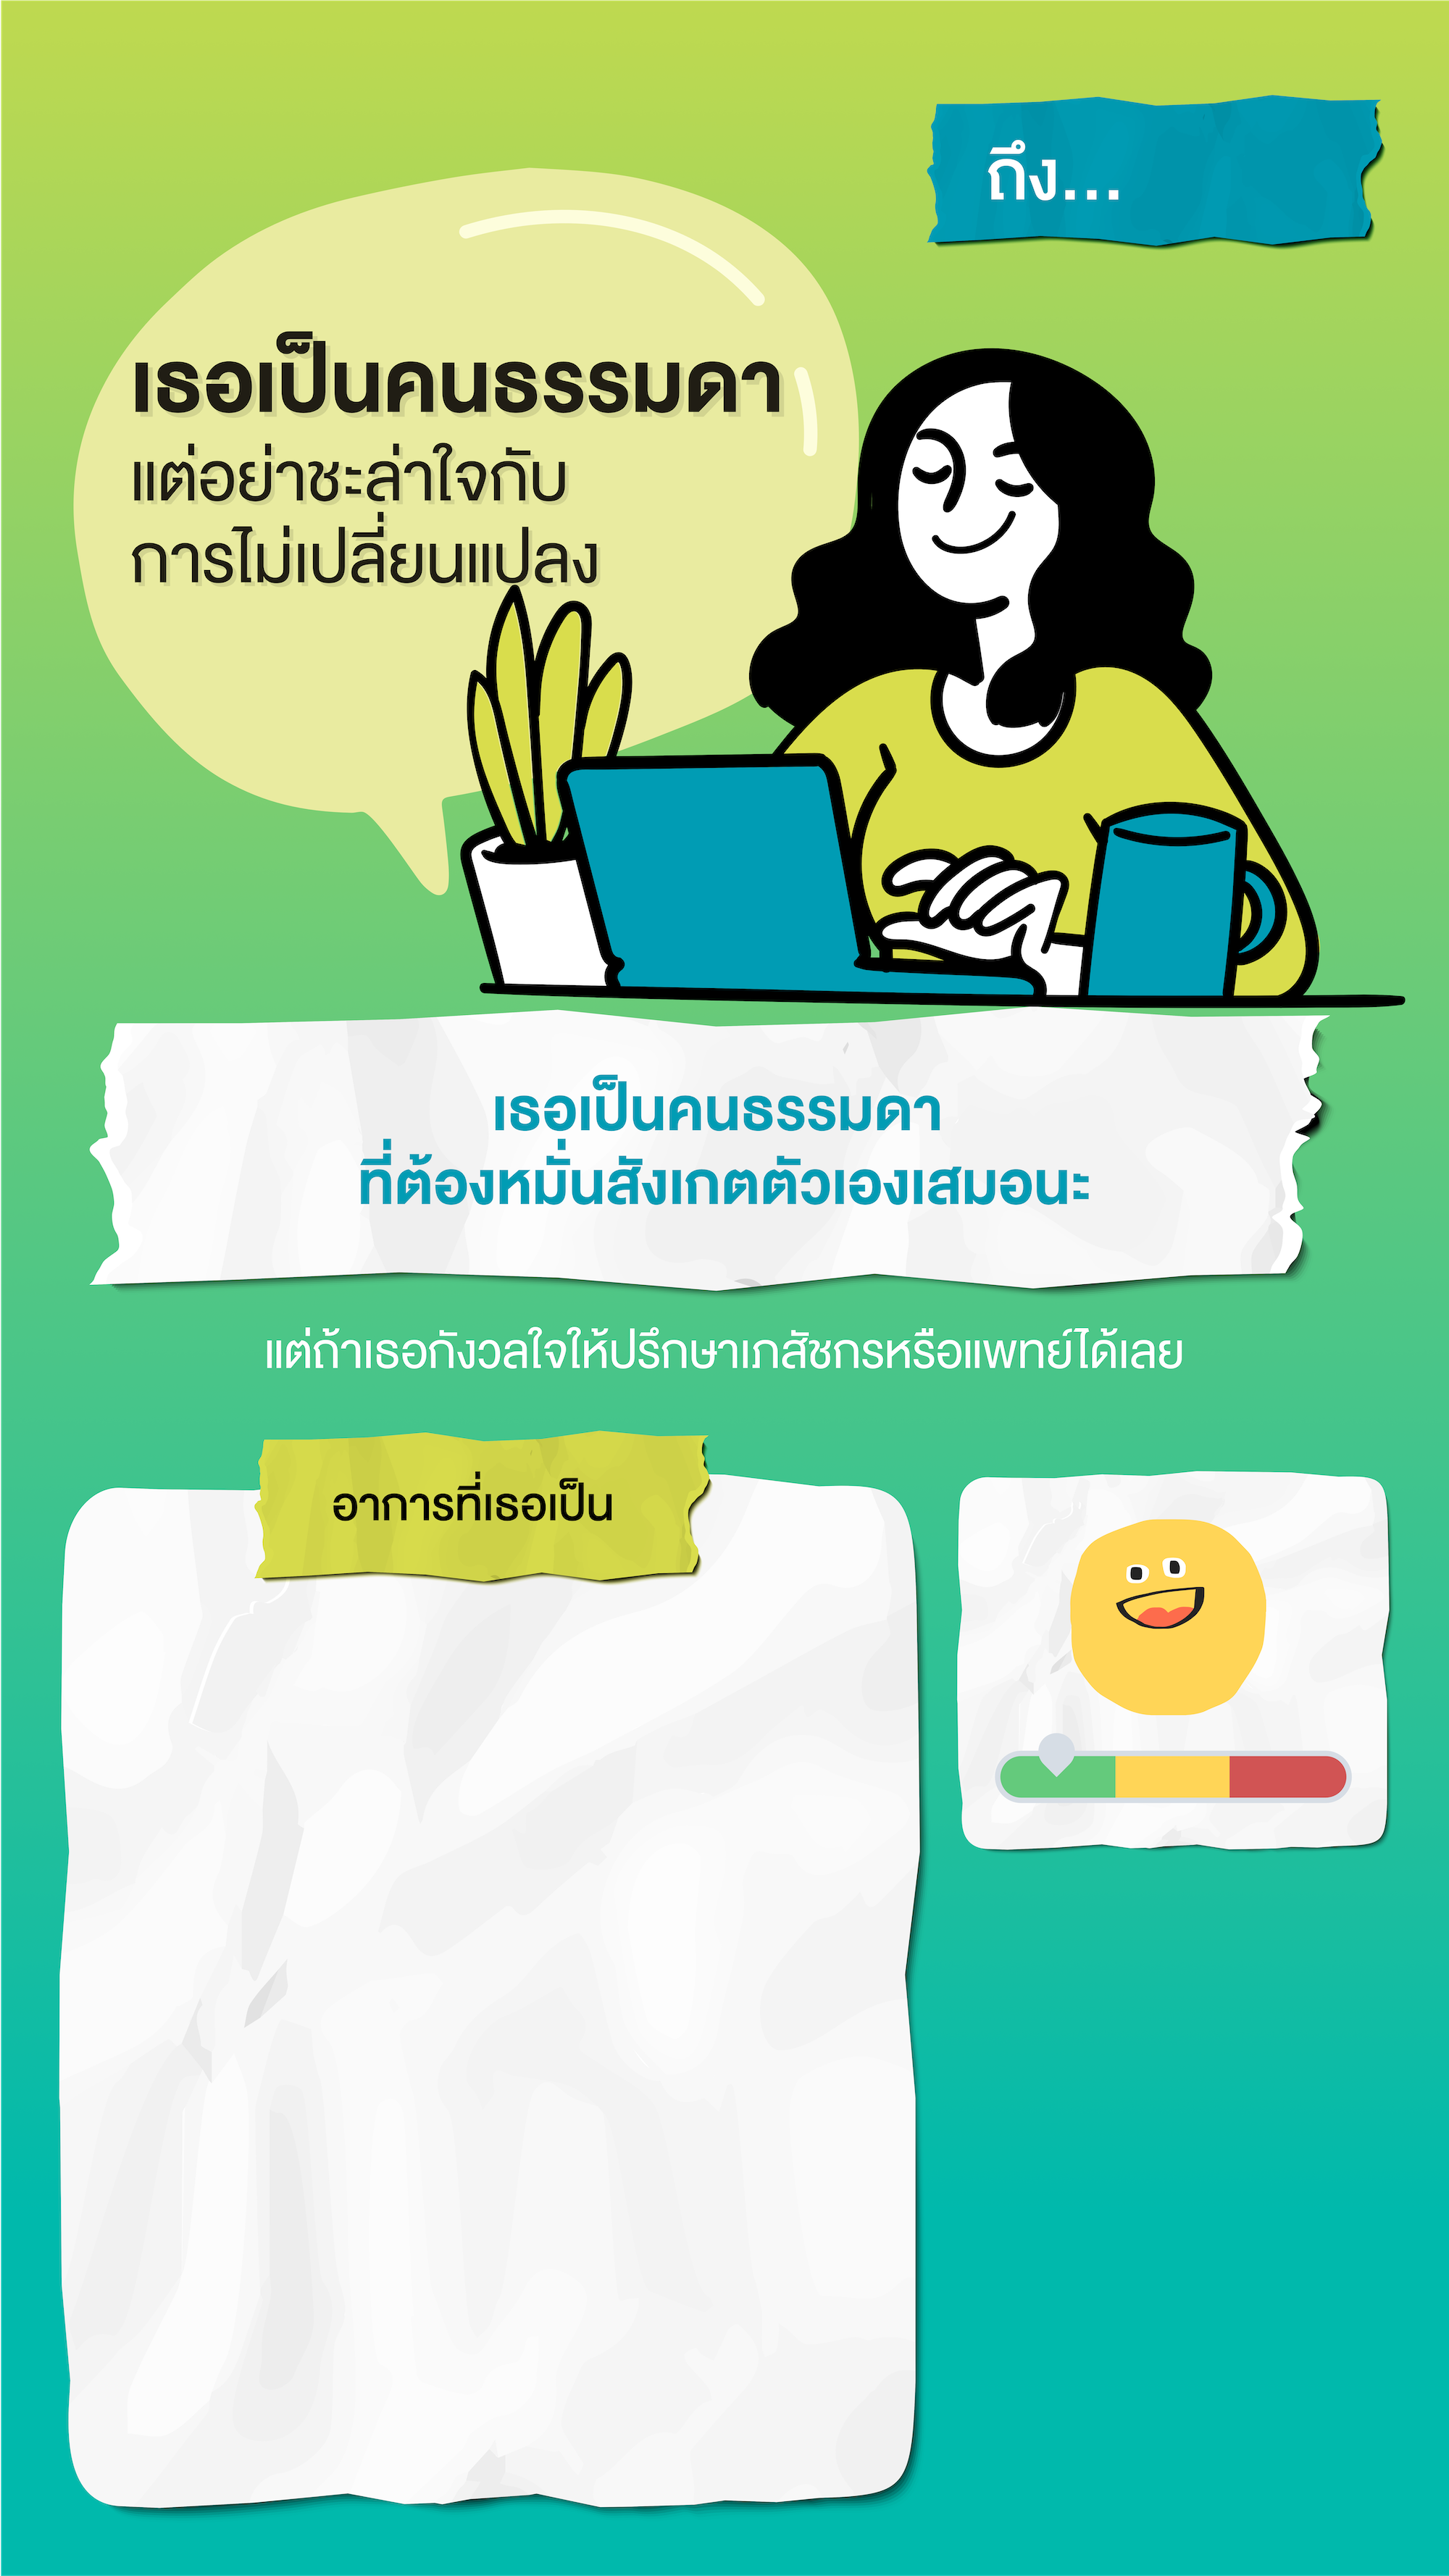 ถึง...
เธอเป็นคนธรรมดา
แต่อย่าชะล่าใจกับ
การไม่เปลี่ยนแปลง
เธอเป็นคนธรรมดา
ที่ต้องหมั่นสังเกตตัวเองเสมอนะ
แต่ถ้าเธอกังวลใจให้ปรึกษาเภสัชกรหรือแพทย์ได้เลย
อาการที่เธอเป็น